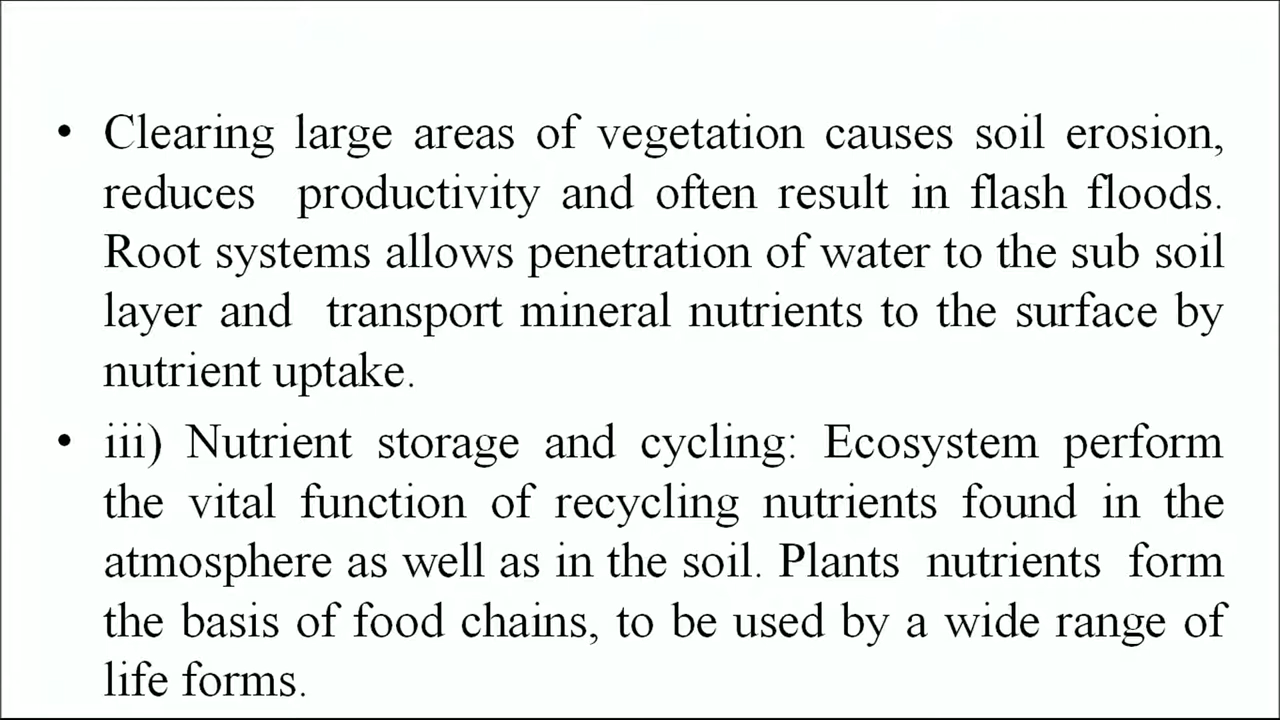 • Clearing large areas of vegetation causes soil erosion,
reduces productivity and often result in flash floods.
Root systems allows penetration of water to the sub soil
layer and transport mineral nutrients to the surface by
nutrient uptake.
• iii) Nutrient storage and cycling: Ecosystem perform
the vital function of recycling nutrients found in the
atmosphere as well as in the soil. Plants nutrients form
the basis of food chains, to be used by a wide range of
life forms.